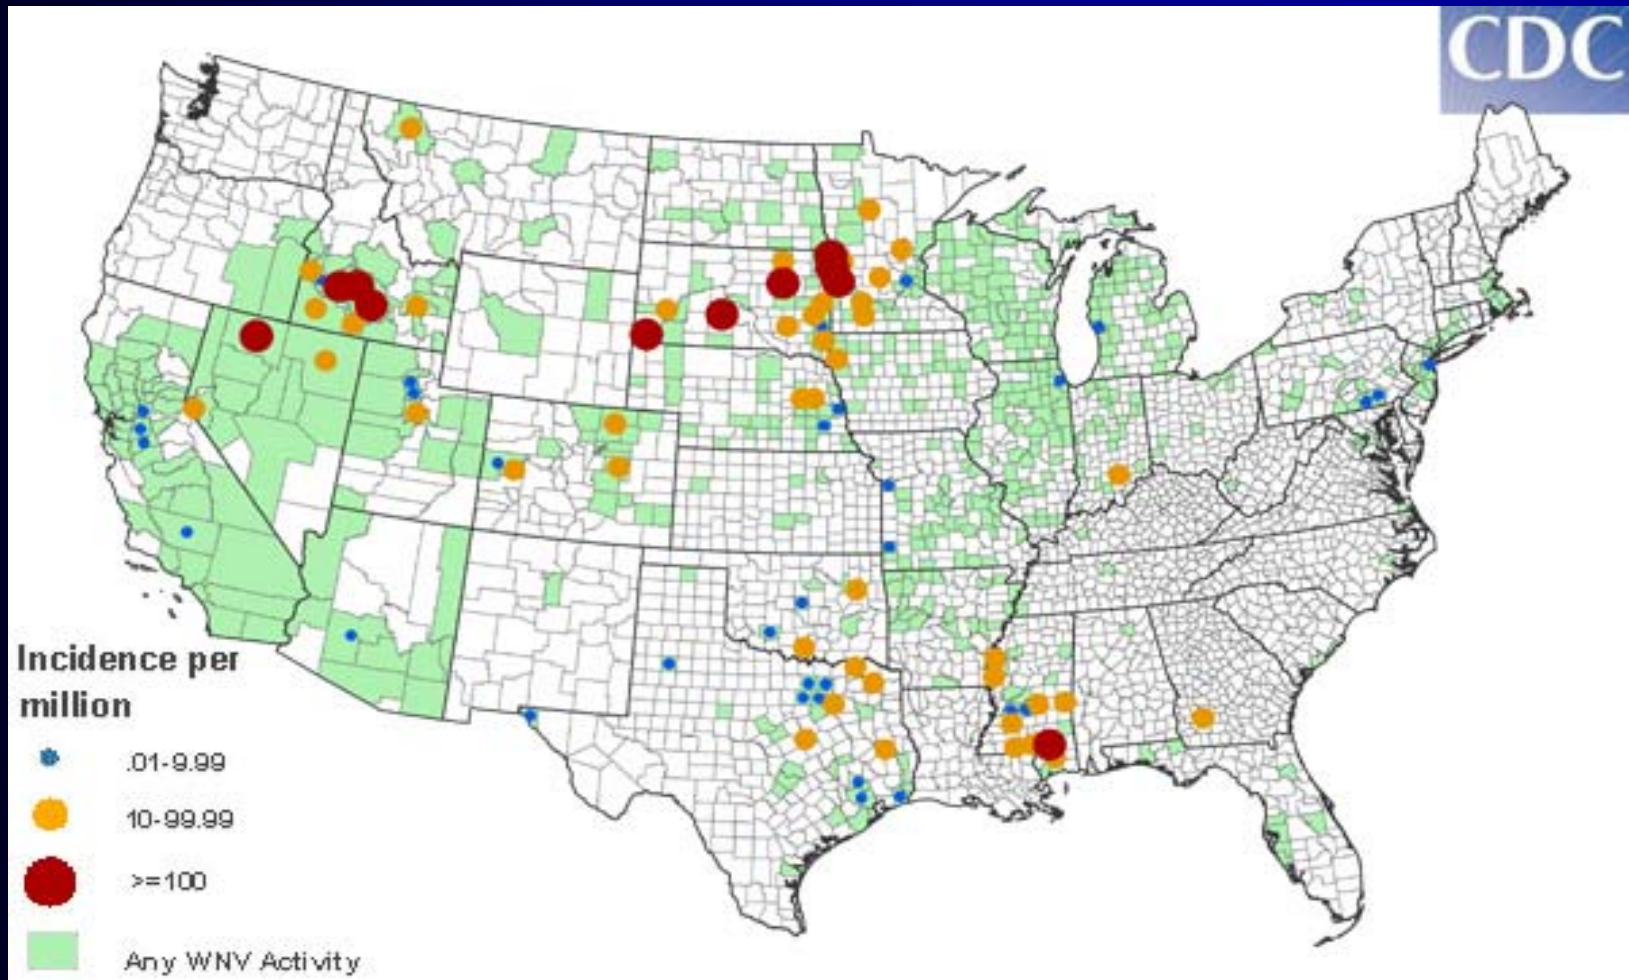 CDC
Incidence per
million
.01-9.99
10-99.99
>=100
Any WNV Activity